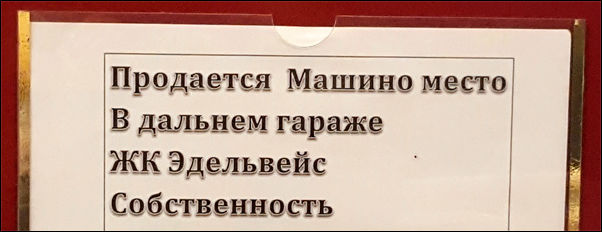 Продается Машино место
В дальнем гараже
ЖК Эдельвейс
Собственность